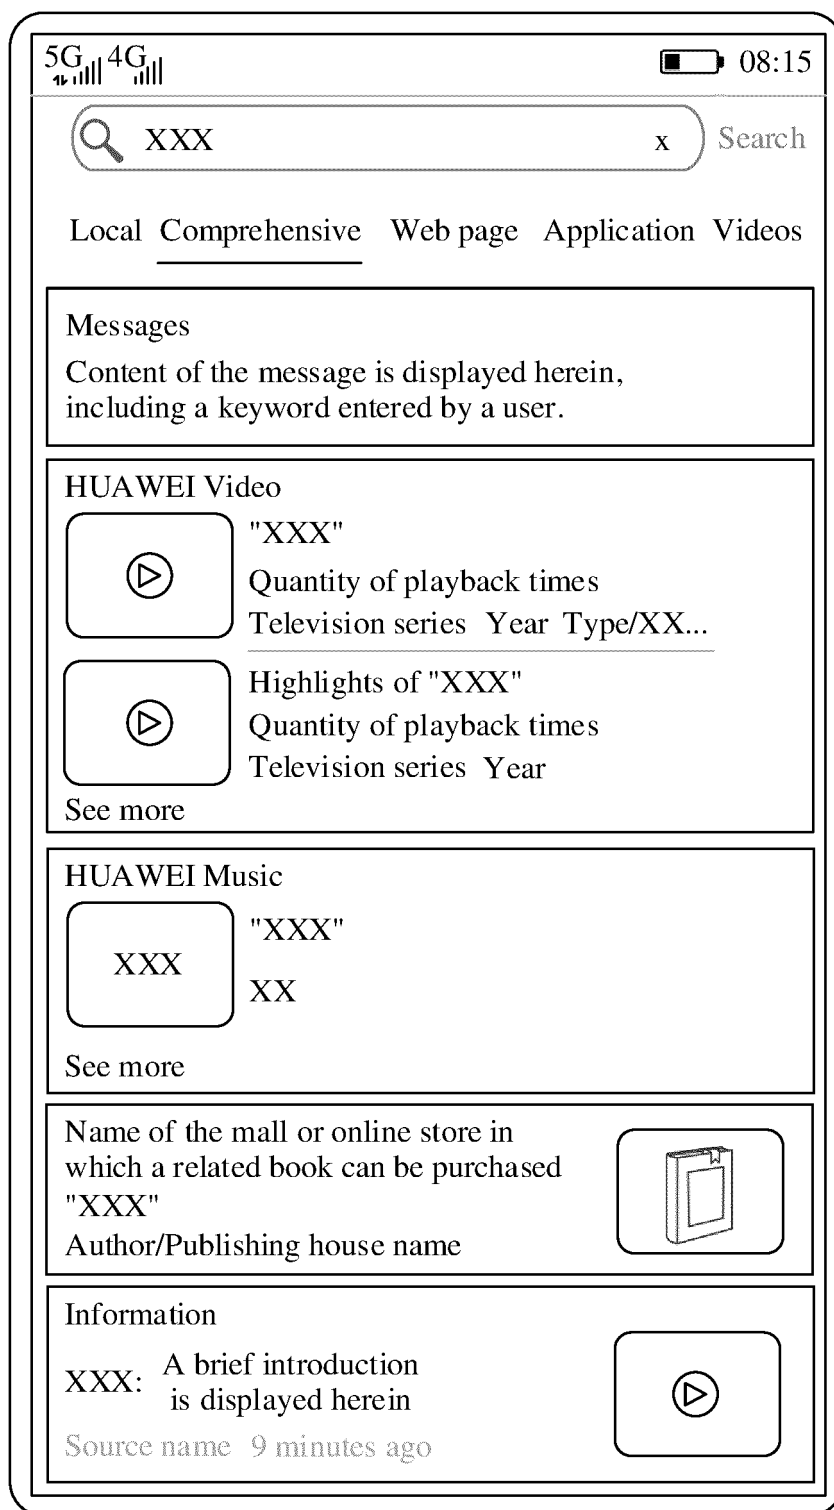 5G 4G 08:15
XXX x Search
Local Comprehensive Web page Application Videos
Messages
Content of the message is displayed herein,
including a keyword entered by a user.
HUAWEI Video
"XXX"
Quantity of playback times
Television series Year Type/XX...
Highlights of "XXX"
Quantity of playback times
Television series Year
See more
HUAWEI Music
XXX
"XXX"
XX
See more
Name of the mall or online store in
which a related book can be purchased
"XXX"
Author/Publishing house name
Information
XXX: A brief introduction
is displayed herein
Source name 9 minutes ago